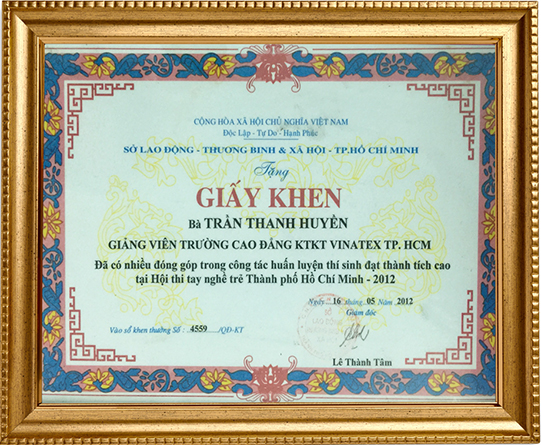 CỘNG HÒA XÃ HỘI CHỦ NGHĨA VIỆT NAM
Độc Lập - Tự Do - Hạnh Phúc
SỞ LAO ĐỘNG - THƯƠNG BINH & XÃ HỘI - TP.HỒ CHÍ MINH
Tặng
GIẤY KHEN
Bà TRẦN THANH HUYỀN
GIẢNG VIÊN TRƯỜNG CAO ĐẲNG KTKT VINATEX TP. HCM
Đã có nhiều đóng góp trong công tác huấn luyện thí sinh đạt thành tích cao
tại Hội thi tay nghề trẻ Thành phố Hồ Chí Minh - 2012
Ngày 16 tháng 05 Năm 2012
Giám đốc
Vào sổ khen thưởng Số : 4559 /QĐ-KT
Lê Thành Tâm